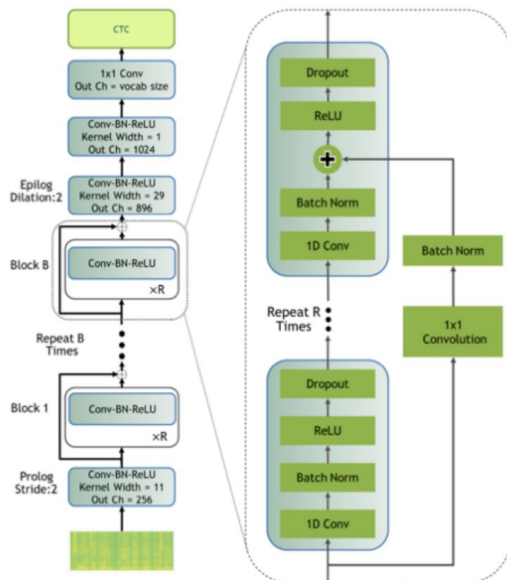 CTC
1x1 Conv
Out Ch = vocab size
Conv-BN-ReLU
Kernel Width = 1
Out Ch = 1024
Epilog
Dilation:2
Conv-BN-ReLU
Kernel Width = 29
Out Ch = 896
Block B
Conv-BN-ReLU
×R
Repeat B
Times
Block 1
Conv-BN-ReLU
×R
Prolog
Stride:2
Conv-BN-ReLU
Kernel Width = 11
Out Ch = 256
Dropout
ReLU
+
Batch Norm
1D Conv
Batch Norm
1x1
Convolution
Repeat R
Times
Dropout
ReLU
Batch Norm
1D Conv